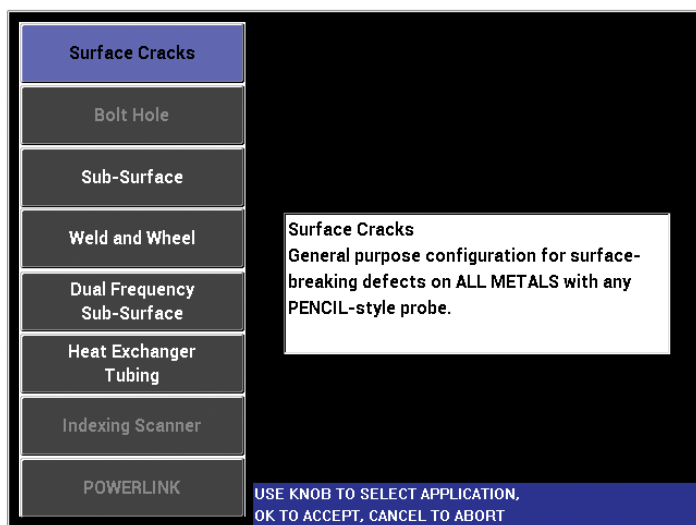 Surface Cracks
Bolt Hole
Sub-Surface
Weld and Wheel
Dual Frequency
Sub-Surface
Heat Exchanger
Tubing
Indexing Scanner
POWERLINK
Surface Cracks
General purpose configuration for surface-
breaking defects on ALL METALS with any
PENCIL-style probe.
USE KNOB TO SELECT APPLICATION,
OK TO ACCEPT, CANCEL TO ABORT